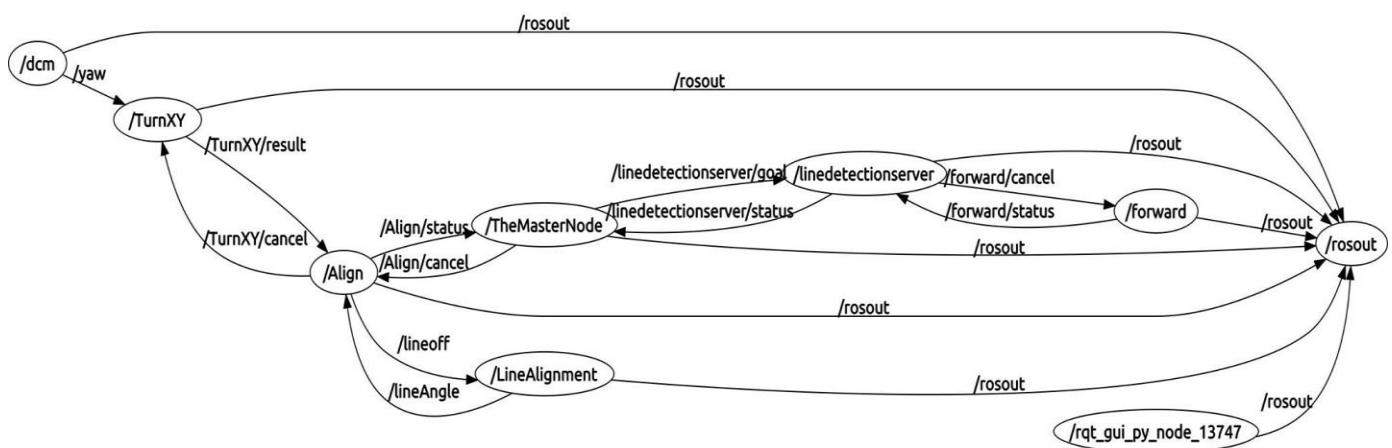 /rosout
/dcm
/yaw
/rosout
/TurnXY
/TurnXY/result
/rosout
/linedetectionserver/goal
/linedetectionserver
/forward/cancel
/linedetectionserver/status
/forward/status
/forward
/Align/status
/TheMasterNode
/rosout
/TurnXY/cancel
/rosout
/rosout
/Align/cancel
/Align
/rosout
/lineoff
/LineAlignment
/lineAngle
/rosout
/rosout
/rqt_gui_py_node_13747